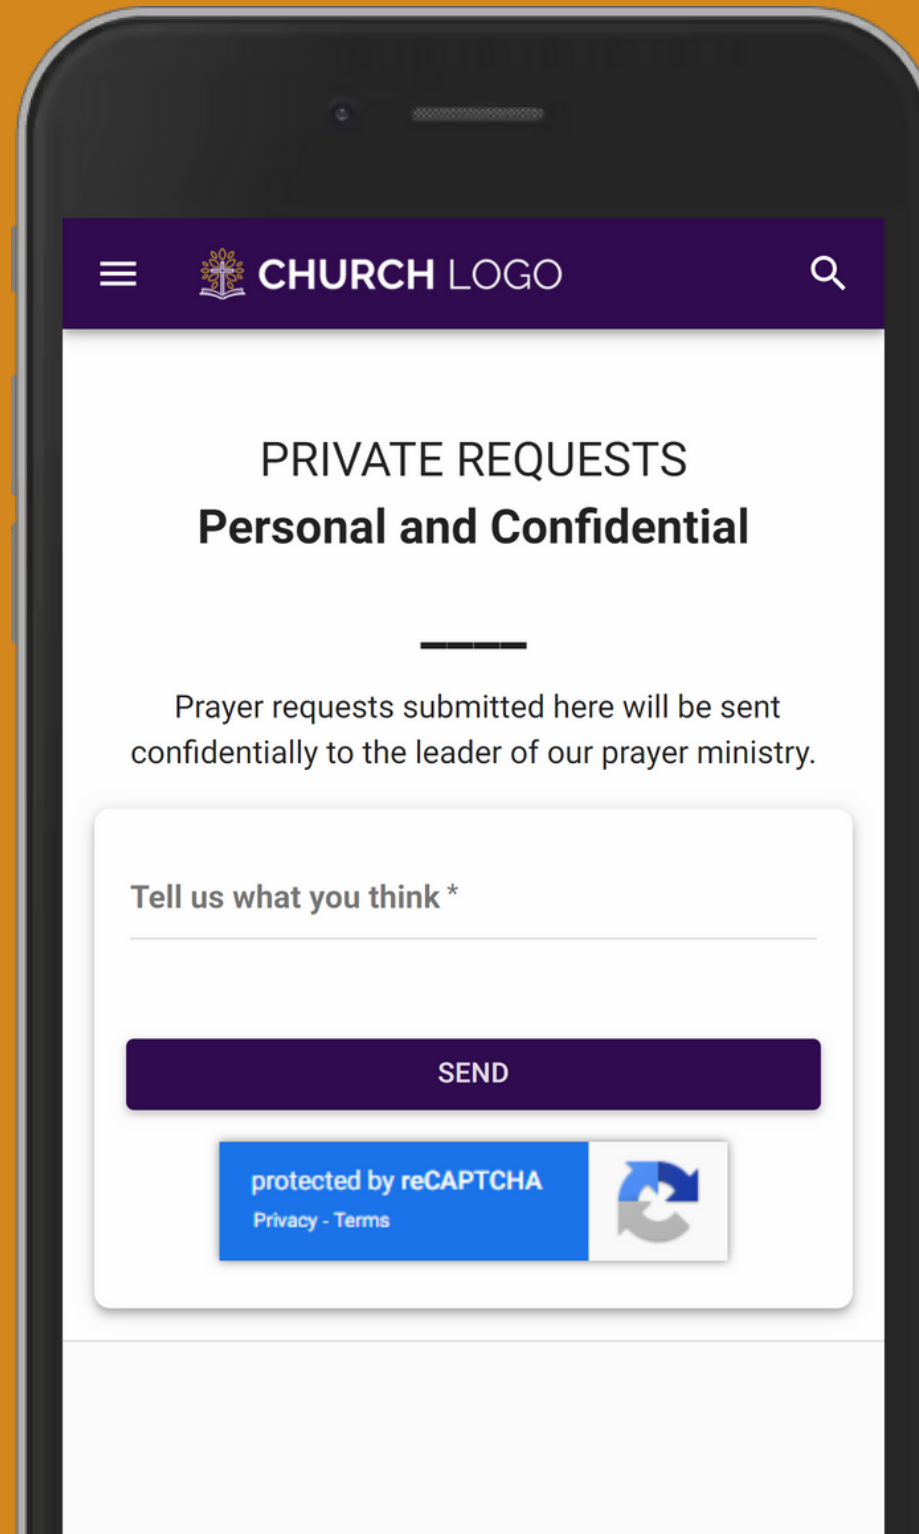 CHURCH LOGO
PRIVATE REQUESTS
Personal and Confidential
Prayer requests submitted here will be sent
confidentially to the leader of our prayer ministry.
Tell us what you think *
SEND
protected by reCAPTCHA
Privacy - Terms